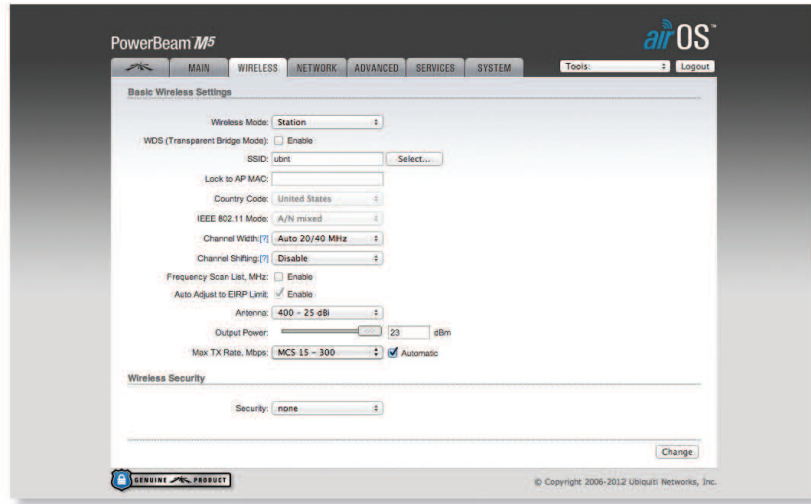 PowerBeam™ M5
airOS™
MAIN WIRELESS NETWORK ADVANCED SERVICES SYSTEM Tools: Logout
Basic Wireless Settings
Wireless Mode: Station
WDS (Transparent Bridge Mode): Enable
SSID: ubnt Select...
Lock to AP MAC:
Country Code: United States
IEEE 802.11 Mode: A/N mixed
Channel Width:[?] Auto 20/40 MHz
Channel Shifting:[?] Disable
Frequency Scan List, MHz: Enable
Auto Adjust to EIRP Limit: Enable
Antenna: 400 - 25 dBi
Output Power: 23 dBm
Max TX Rate, Mbps: MCS 15 - 300 Automatic
Wireless Security
Security: none
Change
GENUINE PRODUCT
© Copyright 2006-2012 Ubiquiti Networks, Inc.